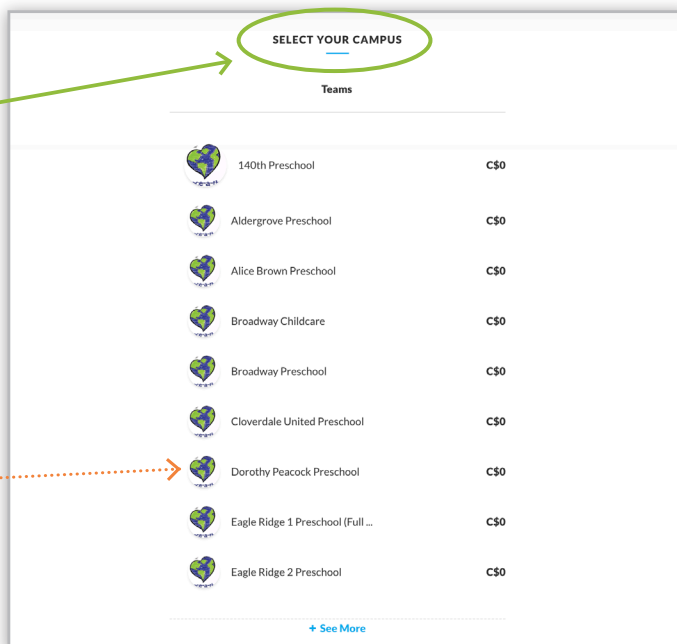 SELECT YOUR CAMPUS
Teams
140th Preschool C$0
Aldergrove Preschool C$0
Alice Brown Preschool C$0
Broadway Childcare C$0
Broadway Preschool C$0
Cloverdale United Preschool C$0
Dorothy Peacock Preschool C$0
Eagle Ridge 1 Preschool (Full ... C$0
Eagle Ridge 2 Preschool C$0
+ See More